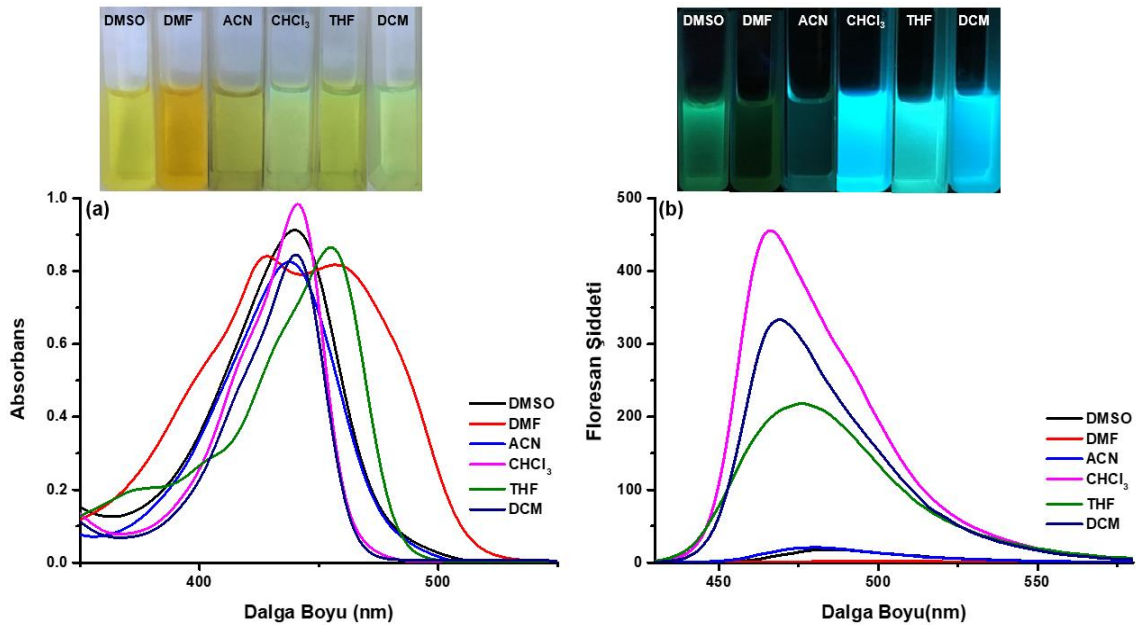 DMSO DMF ACN CHCl₃ THF DCM
DMSO DMF ACN CHCl₃ THF DCM
(a)
Absorbans
1.0
0.8
0.6
0.4
0.2
0.0
400
450
500
Dalga Boyu (nm)
DMSO
DMF
ACN
CHCl₃
THF
DCM
(b)
Floresan Şiddeti
500
400
300
200
100
0
450
500
550
Dalga Boyu(nm)
DMSO
DMF
ACN
CHCl₃
THF
DCM